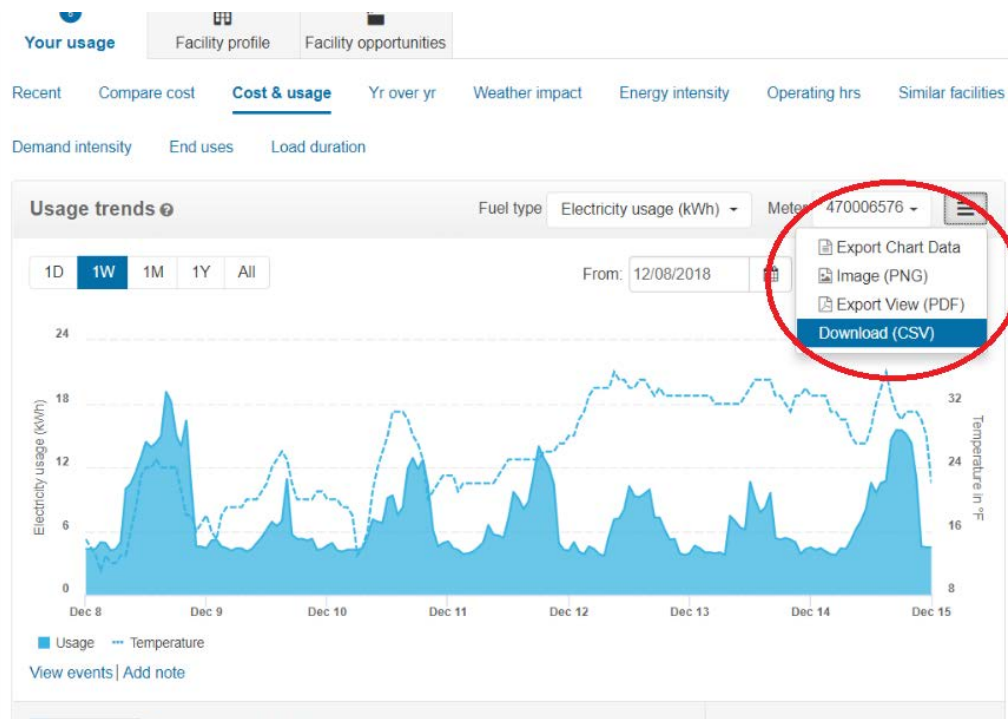 Your usage Facility profile Facility opportunities
Recent Compare cost Cost & usage Yr over yr Weather impact Energy intensity Operating hrs Similar facilities
Demand intensity End uses Load duration
Usage trends Fuel type Electricity usage (kWh) Meter 470006576
Export Chart Data
1D 1W 1M 1Y All From: 12/08/2018
Image (PNG)
Export View (PDF)
Download (CSV)
24
18 32
12 24
6 16
0 8
Electricity usage (kWh)
Temperature in °F
Dec 8 Dec 9 Dec 10 Dec 11 Dec 12 Dec 13 Dec 14 Dec 15
Usage Temperature
View events | Add note